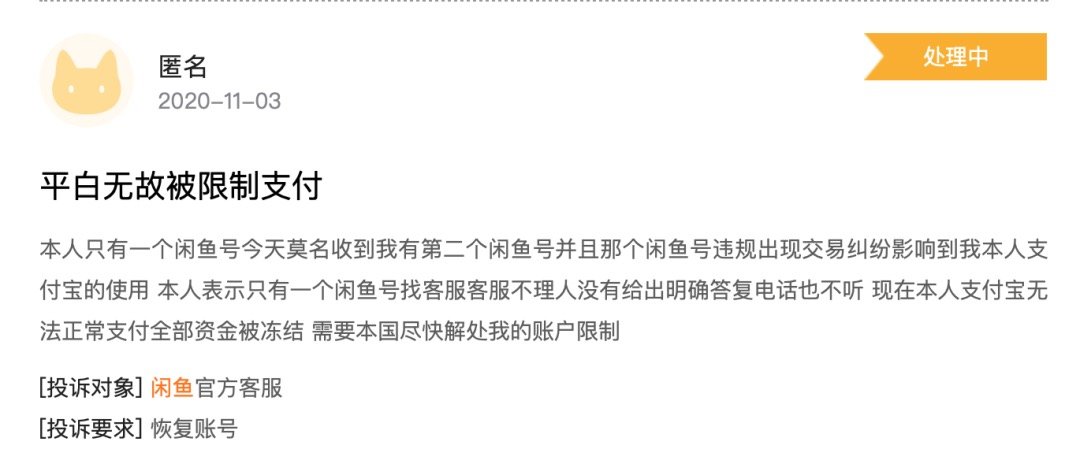 匿名
处理中
2020-11-03
平白无故被限制支付
本人只有一个闲鱼号今天莫名收到我有第二个闲鱼号并且那个闲鱼号违规出现交易纠纷影响到我本人支
付宝的使用 本人表示只有一个闲鱼号找客服客服不理人没有给出明确答复电话也不听 现在本人支付宝无
法正常支付全部资金被冻结 需要本国尽快解处我的账户限制
[投诉对象] 闲鱼官方客服
[投诉要求] 恢复账号